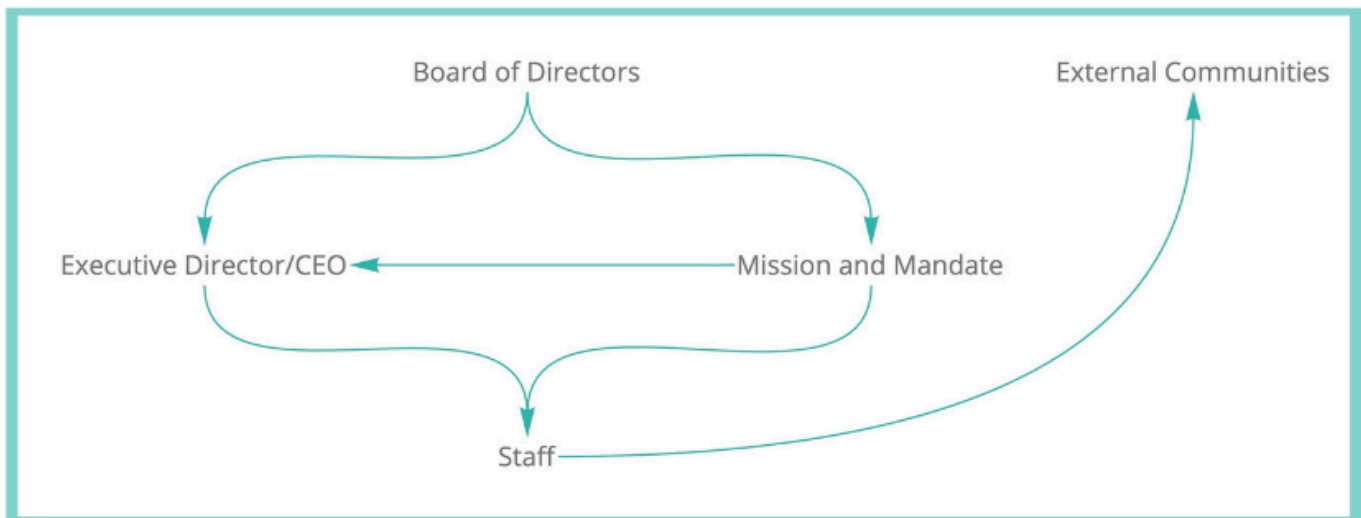 Board of Directors
External Communities
Executive Director/CEO
Mission and Mandate
Staff